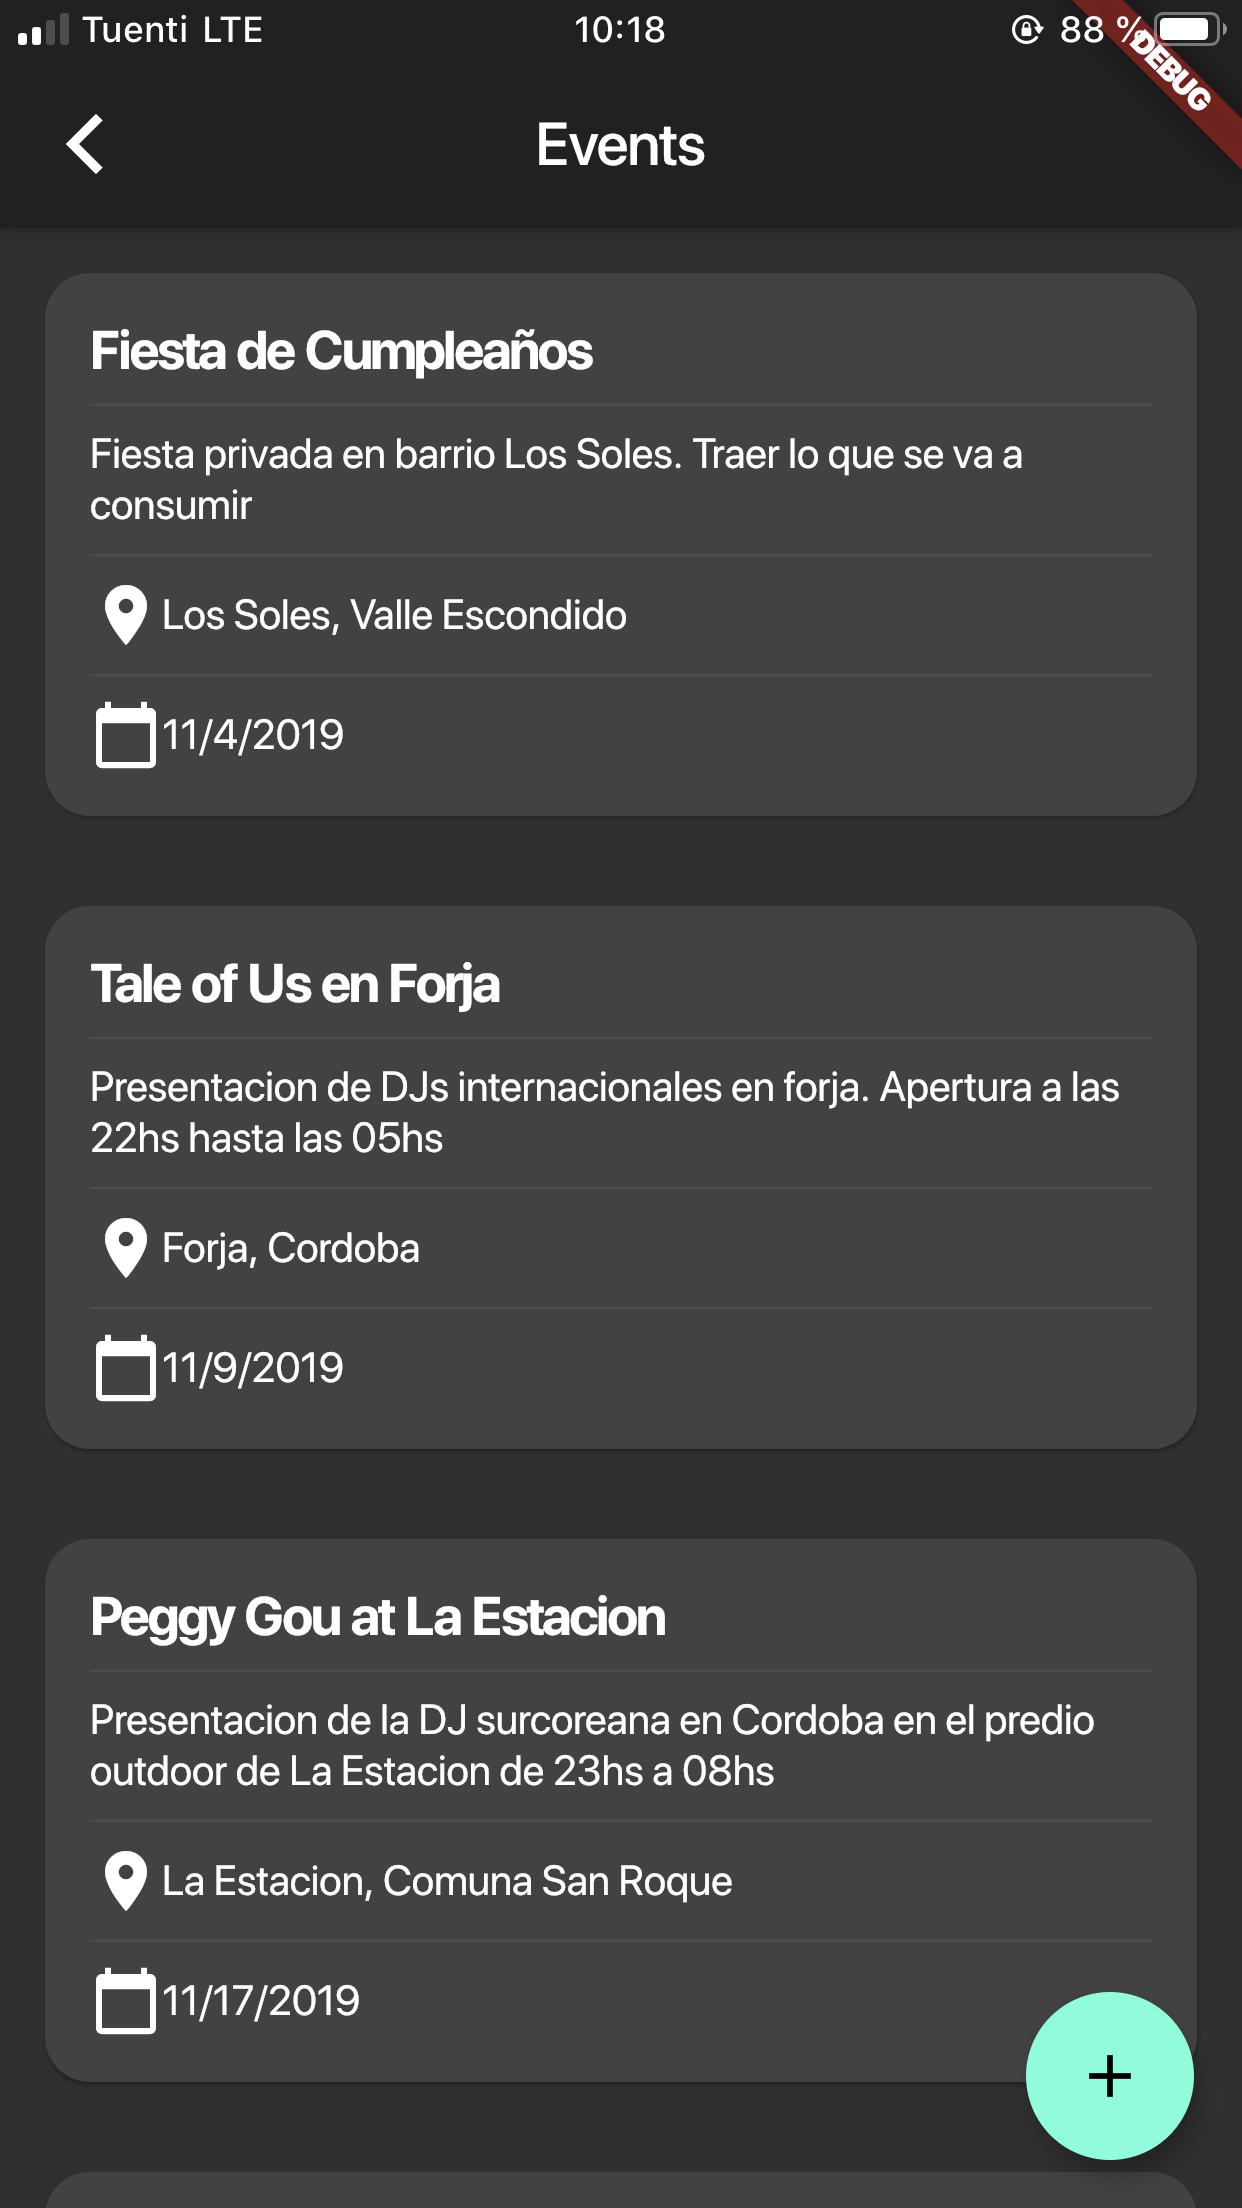 Tuenti LTE 10:18 88 %
DEBUG
Events
Fiesta de Cumpleaños
Fiesta privada en barrio Los Soles. Traer lo que se va a
consumir
Los Soles, Valle Escondido
11/4/2019
Tale of Us en Forja
Presentacion de DJs internacionales en forja. Apertura a las
22hs hasta las 05hs
Forja, Cordoba
11/9/2019
Peggy Gou at La Estacion
Presentacion de la DJ surcoreana en Cordoba en el predio
outdoor de La Estacion de 23hs a 08hs
La Estacion, Comuna San Roque
11/17/2019
+